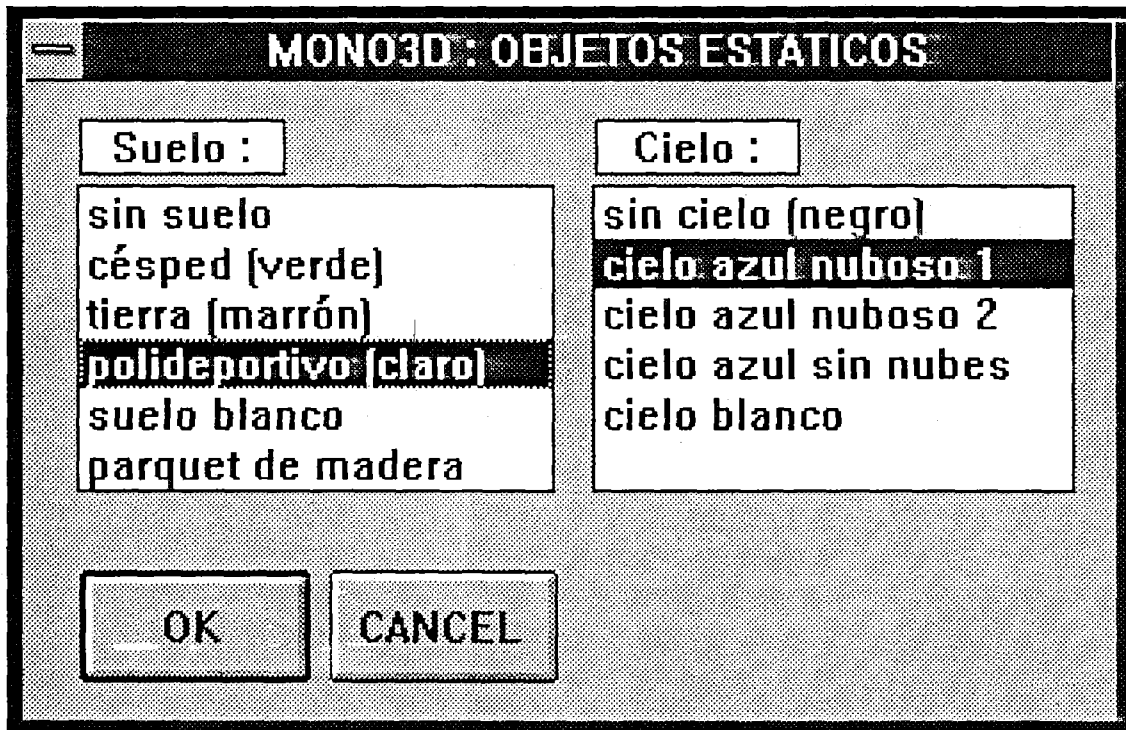 MONO3D : OBJETOS ESTATICOS
Suelo :
sin suelo
césped (verde)
tierra (marrón)
polideportivo (claro)
suelo blanco
parquet de madera
Cielo :
sin cielo (negro)
cielo azul nuboso 1
cielo azul nuboso 2
cielo azul sin nubes
cielo blanco
OK
CANCEL